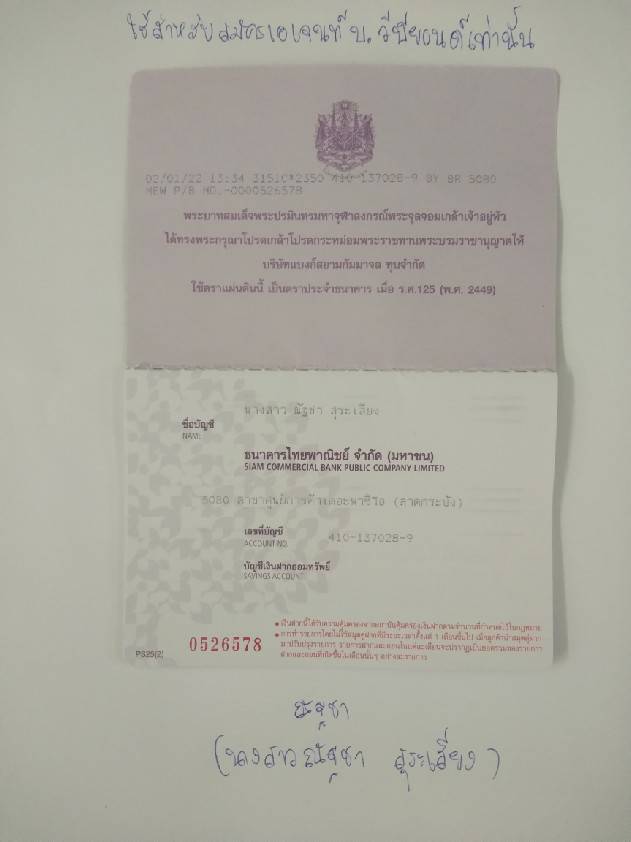 ใช้สำหรับสมัครเอเจนท์ บ. วีบียอนด์เท่านั้น
02/01/22 13:34 31510*2350 410-137028-9 BY BR 5080
NEW P/B NO.-0000526578
พระบาทสมเด็จพระปรมินทรมหาจุฬาลงกรณ์พระจุลจอมเกล้าเจ้าอยู่หัว
ได้ทรงพระกรุณาโปรดเกล้าโปรดกระหม่อมพระราชทานพระบรมราชานุญาตให้
บริษัทแบงก์สยามกัมมาจล ทุนจำกัด
ใช้ตราแผ่นดินนี้ เป็นตราประจำธนาคาร เมื่อ ร.ศ.125 (พ.ศ. 2449)
นางสาว ณัฐชา สุระเสียง
ชื่อบัญชี
NAME
ธนาคารไทยพาณิชย์ จำกัด (มหาชน)
SIAM COMMERCIAL BANK PUBLIC COMPANY LIMITED
5080 สาขาศูนย์การค้า (ลาดกระบัง)
เลขที่บัญชี 410-137028-9
ACCOUNT NO.
บัญชีเงินฝากออมทรัพย์
SAVINGS ACCOUNT
PS25(2)
0526578
ณัฐชา
(นางสาว ณัฐชา สุระเสียง)